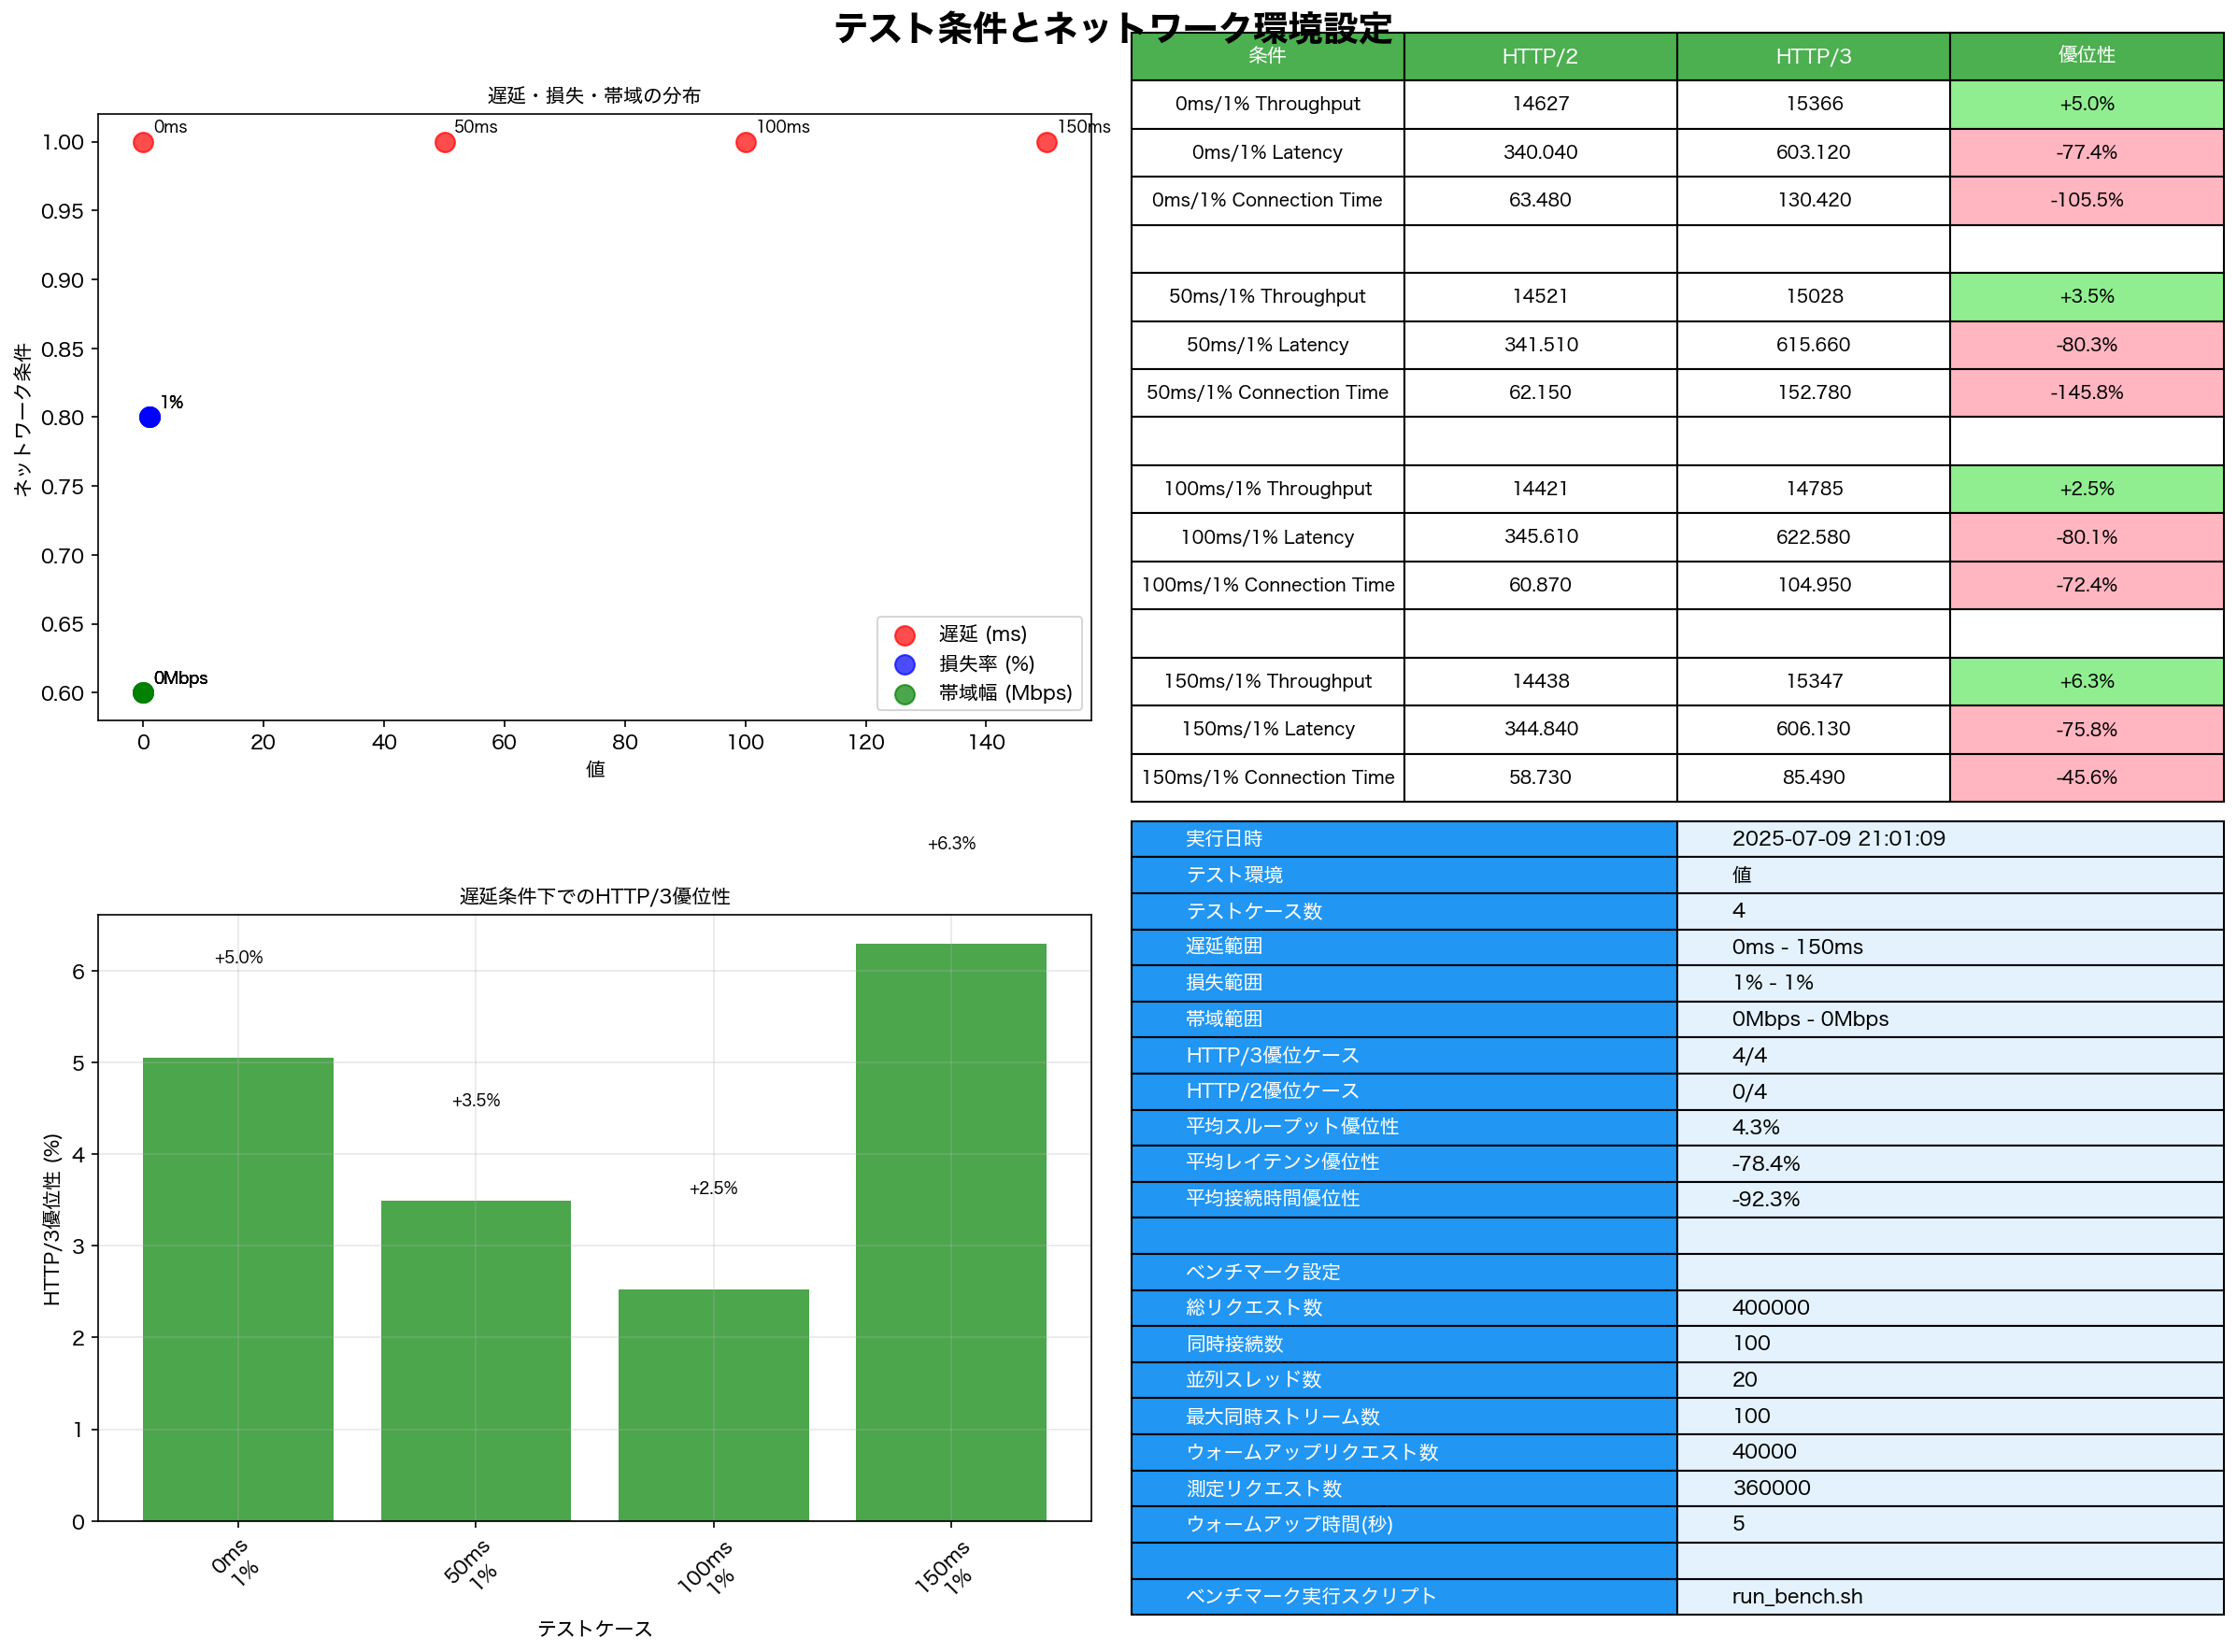 テスト条件とネットワーク環境設定
遅延・損失・帯域の分布
ネットワーク条件
1.00
0.95
0.90
0.85
0.80
0.75
0.70
0.65
0.60
0ms
50ms
100ms
150ms
1%
0Mbps
遅延 (ms)
損失率 (%)
帯域幅 (Mbps)
0 20 40 60 80 100 120 140
値
条件 HTTP/2 HTTP/3 優位性
0ms/1% Throughput 14627 15366 +5.0%
0ms/1% Latency 340.040 603.120 -77.4%
0ms/1% Connection Time 63.480 130.420 -105.5%
50ms/1% Throughput 14521 15028 +3.5%
50ms/1% Latency 341.510 615.660 -80.3%
50ms/1% Connection Time 62.150 152.780 -145.8%
100ms/1% Throughput 14421 14785 +2.5%
100ms/1% Latency 345.610 622.580 -80.1%
100ms/1% Connection Time 60.870 104.950 -72.4%
150ms/1% Throughput 14438 15347 +6.3%
150ms/1% Latency 344.840 606.130 -75.8%
150ms/1% Connection Time 58.730 85.490 -45.6%
遅延条件下でのHTTP/3優位性
HTTP/3優位性 (%)
6
5
4
3
2
1
0
+5.0%
+3.5%
+2.5%
+6.3%
0ms
1%
50ms
1%
100ms
1%
150ms
1%
テストケース
実行日時 2025-07-09 21:01:09
テスト環境 値
テストケース数 4
遅延範囲 0ms - 150ms
損失範囲 1% - 1%
帯域範囲 0Mbps - 0Mbps
HTTP/3優位ケース 4/4
HTTP/2優位ケース 0/4
平均スループット優位性 4.3%
平均レイテンシ優位性 -78.4%
平均接続時間優位性 -92.3%
ベンチマーク設定
総リクエスト数 400000
同時接続数 100
並列スレッド数 20
最大同時ストリーム数 100
ウォームアップリクエスト数 40000
測定リクエスト数 360000
ウォームアップ時間(秒) 5
ベンチマーク実行スクリプト run_bench.sh